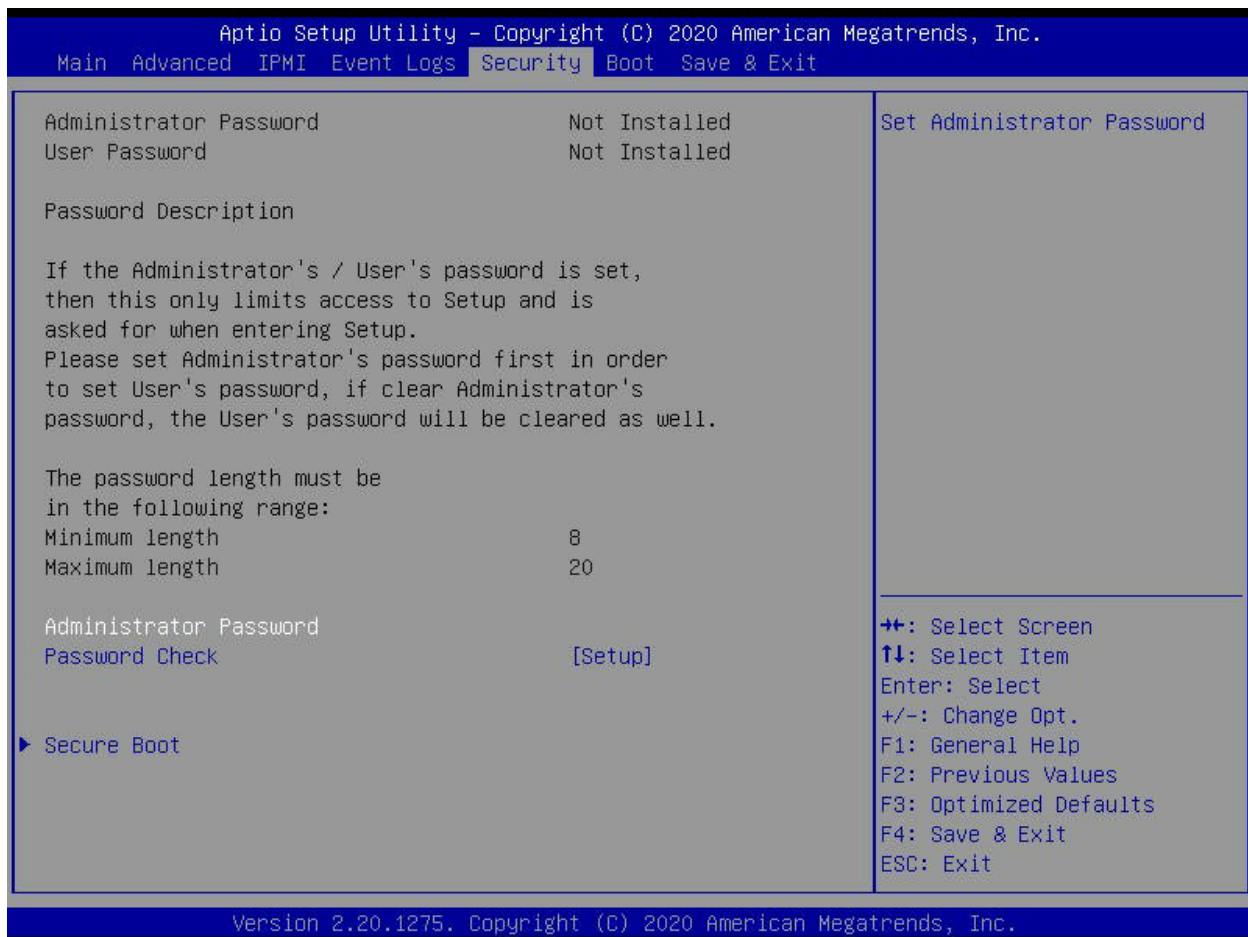 Aptio Setup Utility – Copyright (C) 2020 American Megatrends, Inc.
Main Advanced IPMI Event Logs Security Boot Save & Exit
Administrator Password Not Installed
User Password Not Installed
Password Description
If the Administrator's / User's password is set,
then this only limits access to Setup and is
asked for when entering Setup.
Please set Administrator's password first in order
to set User's password, if clear Administrator's
password, the User's password will be cleared as well.
The password length must be
in the following range:
Minimum length 8
Maximum length 20
Administrator Password
Password Check [Setup]
Secure Boot
Set Administrator Password
→←: Select Screen
↑↓: Select Item
Enter: Select
+/-: Change Opt.
F1: General Help
F2: Previous Values
F3: Optimized Defaults
F4: Save & Exit
ESC: Exit
Version 2.20.1275. Copyright (C) 2020 American Megatrends, Inc.